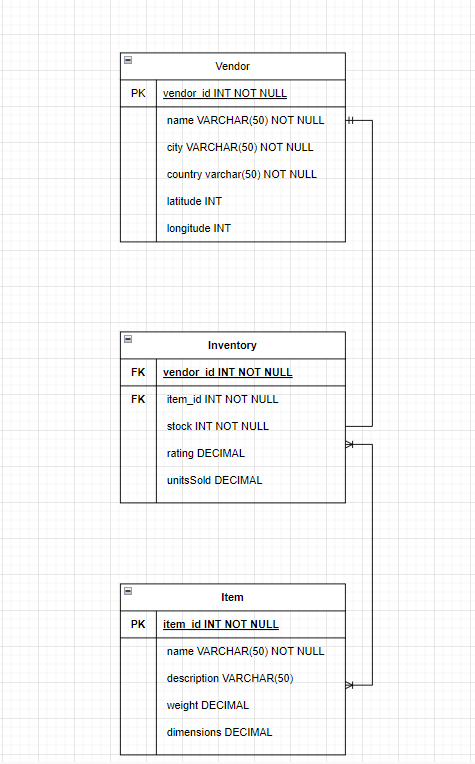 Vendor
PK vendor_id INT NOT NULL
name VARCHAR(50) NOT NULL
city VARCHAR(50) NOT NULL
country varchar(50) NOT NULL
latitude INT
longitude INT
Inventory
FK vendor_id INT NOT NULL
FK item_id INT NOT NULL
stock INT NOT NULL
rating DECIMAL
unitsSold DECIMAL
Item
PK item_id INT NOT NULL
name VARCHAR(50) NOT NULL
description VARCHAR(50)
weight DECIMAL
dimensions DECIMAL